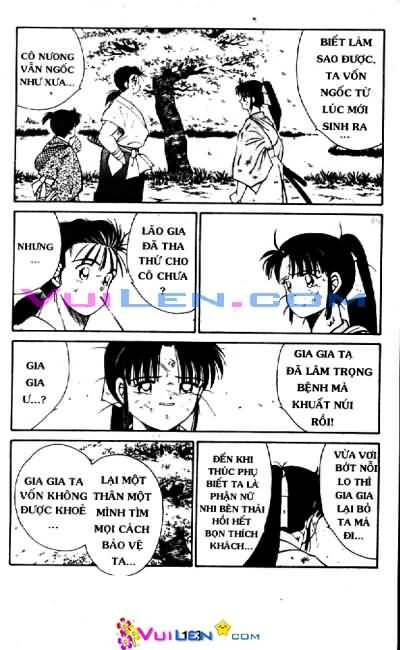 CÔ NƯƠNG
VẪN NGỐC
NHƯ XƯA...
BIẾT LÀM
SAO ĐƯỢC.
TA VỐN
NGỐC TỪ
LÚC MỚI
SINH RA
...
NHƯNG
...
LÃO GIA
ĐÃ THA
THỨ CHO
CÔ CHƯA
?
VUILEN.COM
GIA
GIA
Ư...?
GIA GIA TA
ĐÃ LÂM TRỌNG
BỆNH MÀ
KHUẤT NÚI
RỒI!
GIA GIA TA
VỐN KHÔNG
ĐƯỢC KHOẺ
...
LẠI MỘT
THÂN MỘT
MÌNH TÌM
MỌI CÁCH
BẢO VỆ
TA...
ĐẾN KHI
THÚC PHỤ
BIẾT TA LÀ
PHẬN NỮ
NHI BÈN THẢI
HỒI HẾT
BỌN THÍCH
KHÁCH...
VỪA VƠI
BỚT NỖI
LO THÌ
GIA GIA
LẠI BỎ
TA MÀ
ĐI...
VUILEN.COM